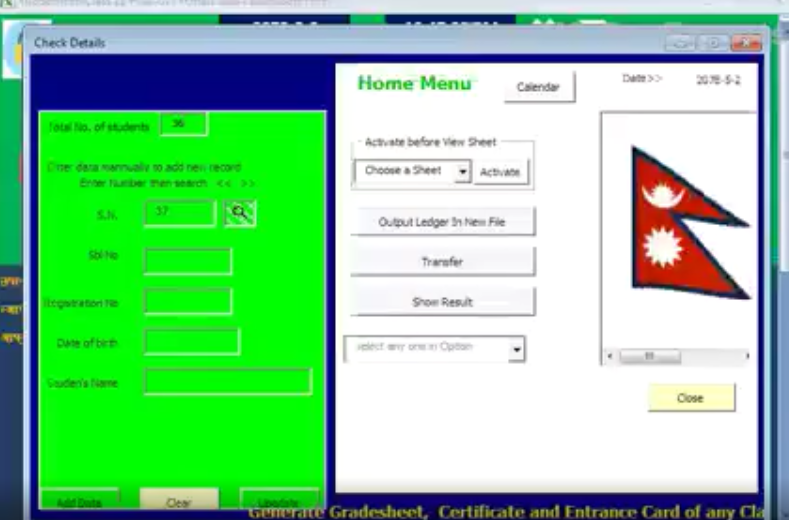 Check Details
Home Menu
Calendar
Date>>
2078-5-2
Total No. of students
36
Activate before View Sheet
Choose a Sheet
Activate
Enter data mannually to add new record
Enter Number then search << >>
S.N.
37
Output Ledger In New File
Sbl No
Transfer
Registration No
Show Result
Date of birth
select any one in Option
Studen's Name
Close
Add Data
Clear
Update
Generate Gradesheet, Certificate and Entrance Card of any Cla